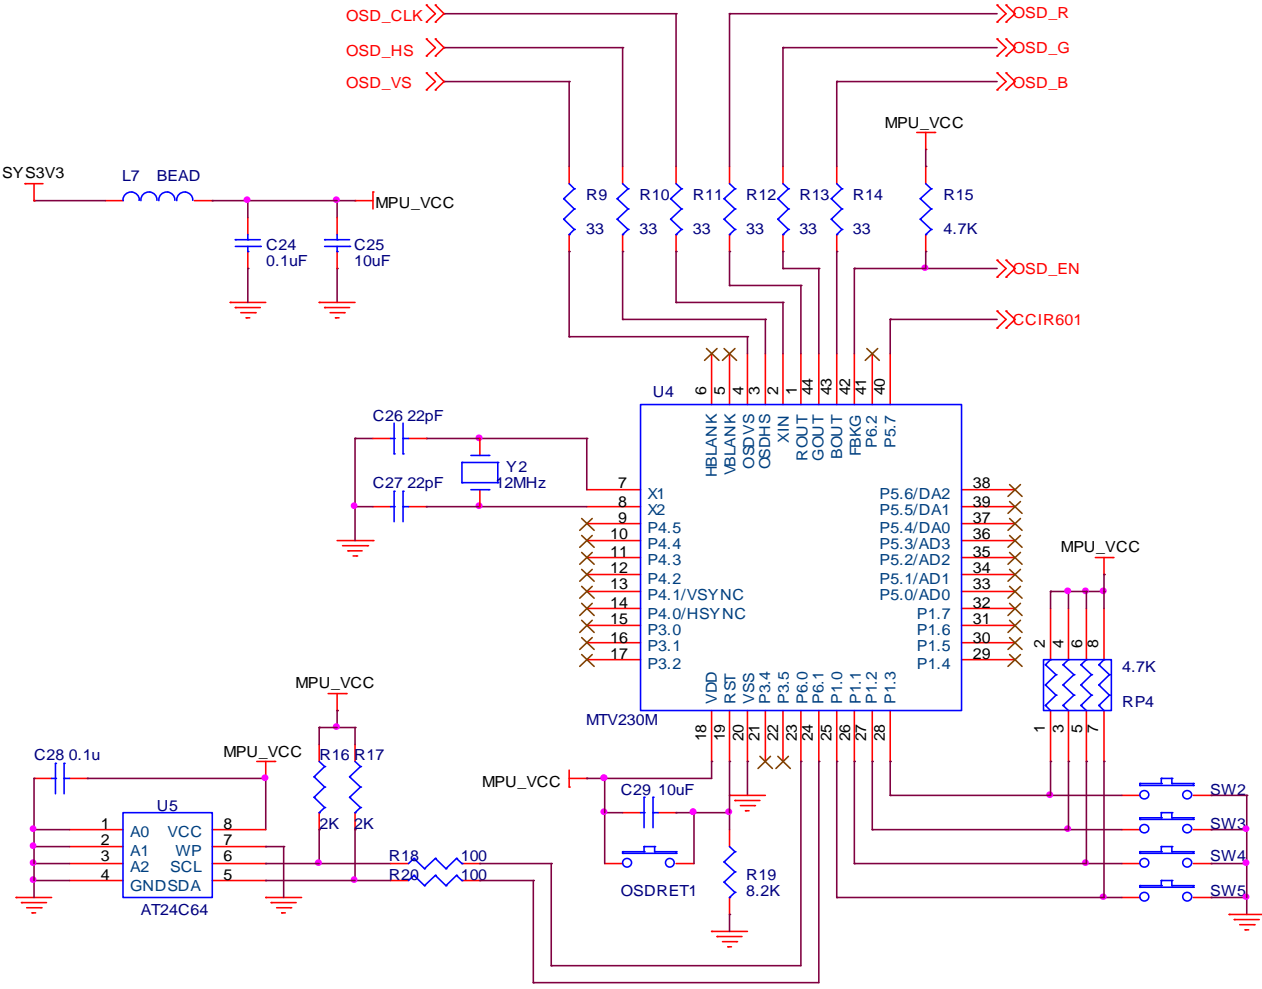 OSD_CLK
OSD_R
OSD_HS
OSD_G
OSD_VS
OSD_B
MPU_VCC
SYS3V3
L7 BEAD
MPU_VCC
R9
33
R10
33
R11
33
R12
33
R13
33
R14
33
R15
4.7K
C24
0.1uF
C25
10uF
OSD_EN
CCIR601
U4
6
5
4
3
2
1
44
43
42
41
40
HBLANK
VBLANK
OSDVS
OSDHS
XIN
ROUT
GOUT
BOUT
FBKG
P6.2
P5.7
C26 22pF
C27 22pF
Y2
12MHz
7 X1
8 X2
9 P4.5
10 P4.4
11 P4.3
12 P4.2
13 P4.1/VSYNC
14 P4.0/HSYNC
15 P3.0
16 P3.1
17 P3.2
P5.6/DA2 38
P5.5/DA1 39
P5.4/DA0 37
P5.3/AD3 36
P5.2/AD2 35
P5.1/AD1 34
P5.0/AD0 33
P1.7 32
P1.6 31
P1.5 30
P1.4 29
VDD
RST
VSS
P3.4
P3.5
P6.0
P6.1
P1.0
P1.1
P1.2
P1.3
18
19
20
21
22
23
24
25
26
27
28
MTV230M
MPU_VCC
2
4
6
8
4.7K
RP4
1
3
5
7
MPU_VCC
R16
2K
R17
2K
MPU_VCC
C28 0.1u
U5
1 A0
2 A1
3 A2
4 GND
VCC 8
WP 7
SCL 6
SDA 5
AT24C64
R18 100
R20 100
MPU_VCC
C29 10uF
OSDRET1
R19
8.2K
SW2
SW3
SW4
SW5